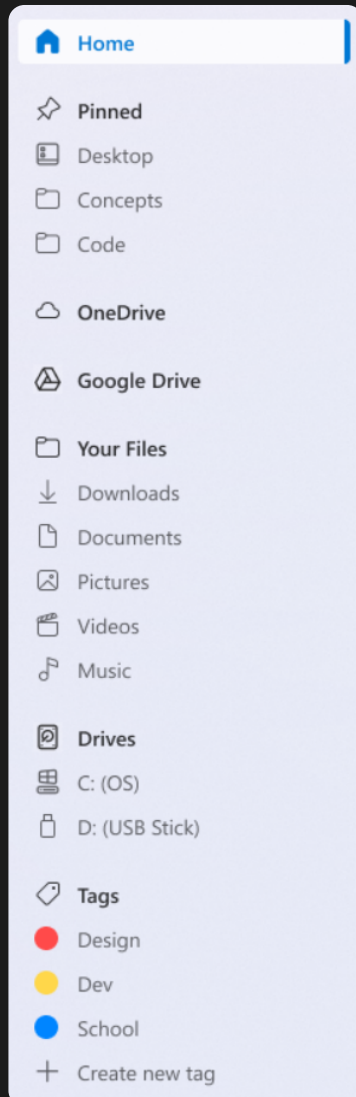 Home
Pinned
Desktop
Concepts
Code
OneDrive
Google Drive
Your Files
Downloads
Documents
Pictures
Videos
Music
Drives
C: (OS)
D: (USB Stick)
Tags
Design
Dev
School
Create new tag